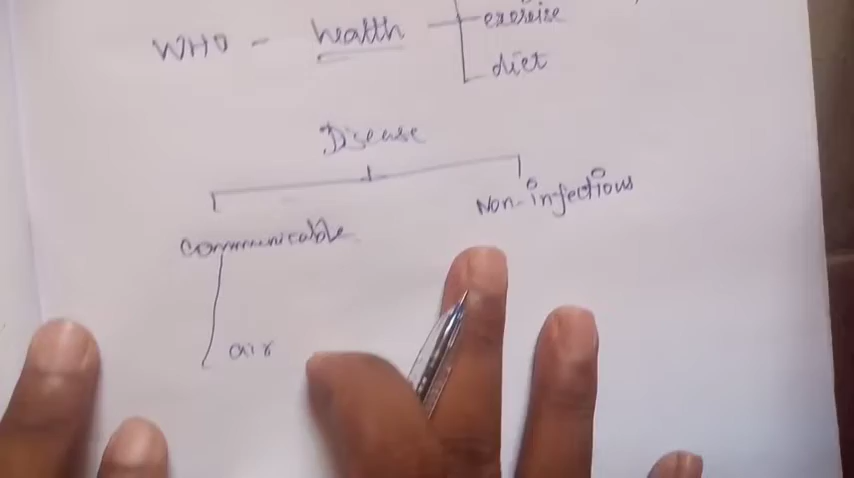 exercise
WHO - health
diet
Disease
communicable
Non-infectious
air